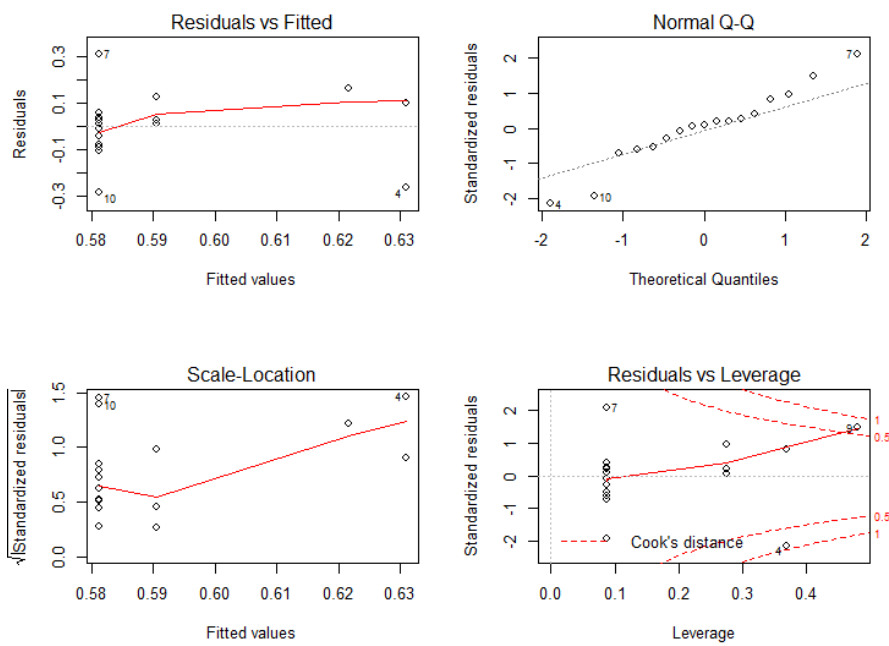 Residuals vs Fitted
Residuals
0.3
0.1
-0.1
-0.3
7
10
4
0.58 0.59 0.60 0.61 0.62 0.63
Fitted values
Normal Q-Q
Standardized residuals
2
1
0
-1
-2
7
10
4
-2 -1 0 1 2
Theoretical Quantiles
Scale-Location
√|Standardized residuals|
1.5
1.0
0.5
0.0
7
10
4
0.58 0.59 0.60 0.61 0.62 0.63
Fitted values
Residuals vs Leverage
Standardized residuals
2
1
0
-1
-2
7
9
1
0.5
0.5
1
Cook's distance
4
0.0 0.1 0.2 0.3 0.4
Leverage